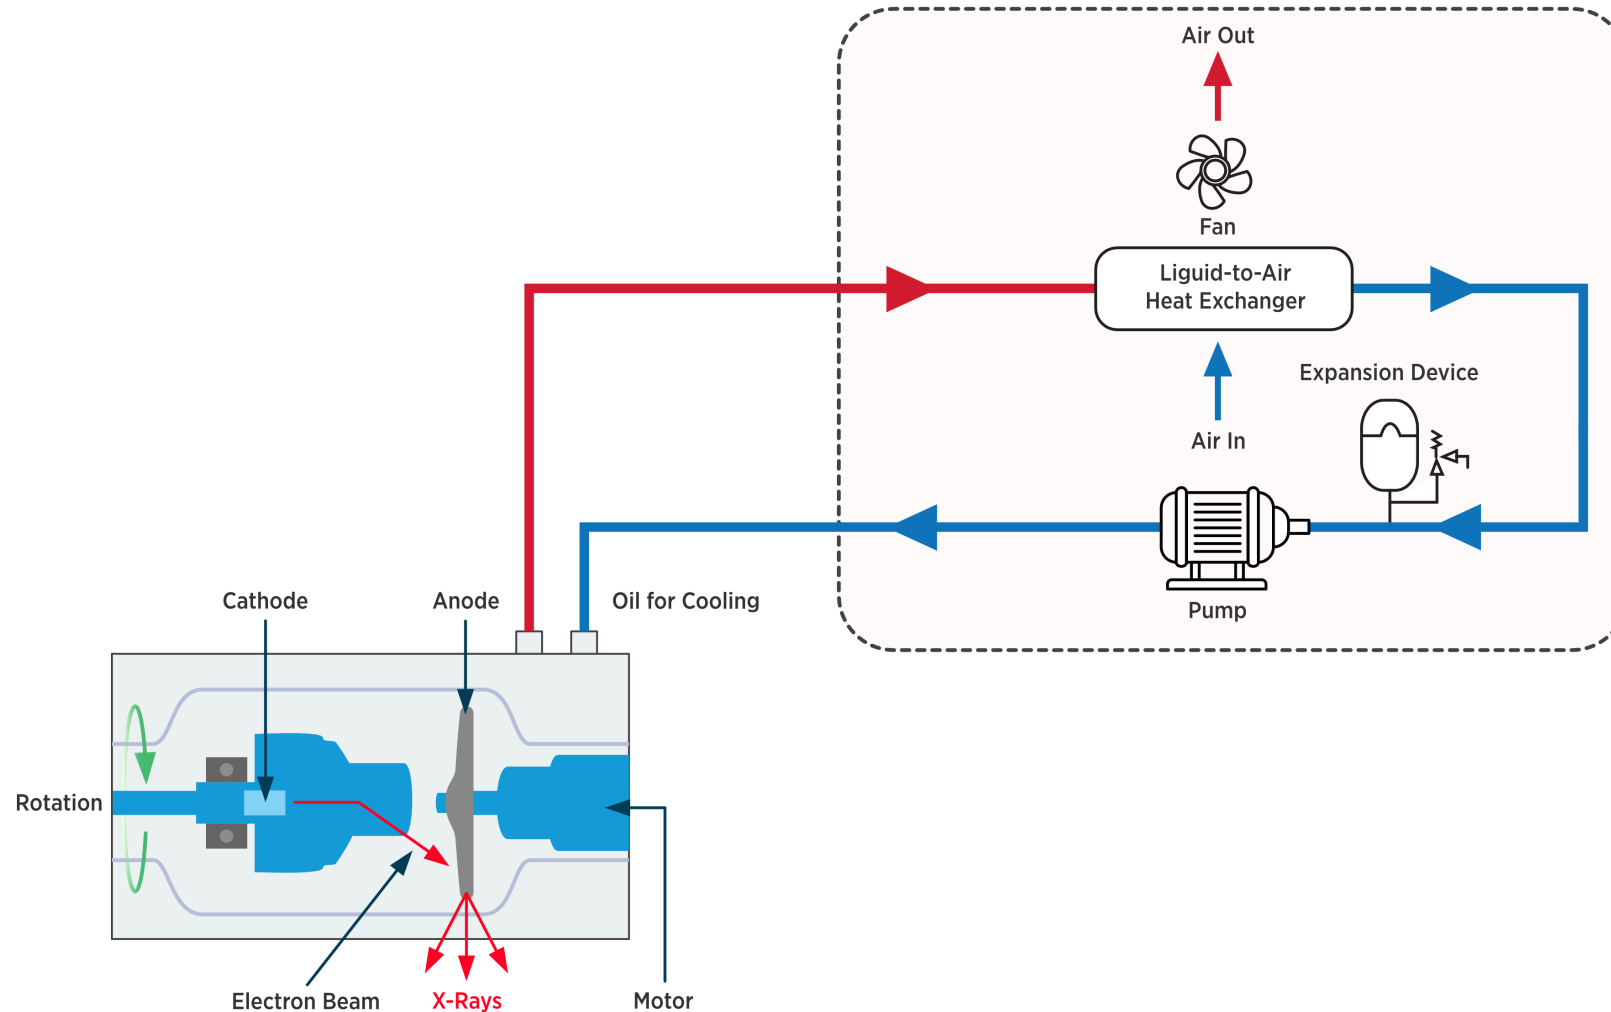 Air Out
Fan
Liguid-to-Air
Heat Exchanger
Expansion Device
Air In
Pump
Cathode
Anode
Oil for Cooling
Rotation
Electron Beam
X-Rays
Motor